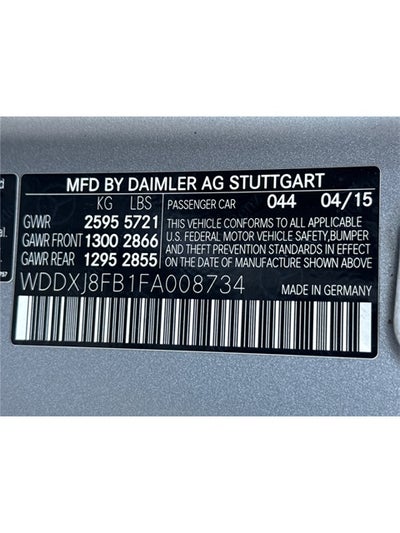 MFD BY DAIMLER AG STUTTGART
KG LBS PASSENGER CAR 044 04/15
GVWR 2595 5721 THIS VEHICLE CONFORMS TO ALL APPLICABLE
GAWR FRONT 1300 2866 U.S. FEDERAL MOTOR VEHICLE SAFETY, BUMPER,
GAWR REAR 1295 2855 AND THEFT PREVENTION STANDARDS IN EFFECT
ON THE DATE OF MANUFACTURE SHOWN ABOVE.
WDDXJ8FB1FA008734 MADE IN GERMANY